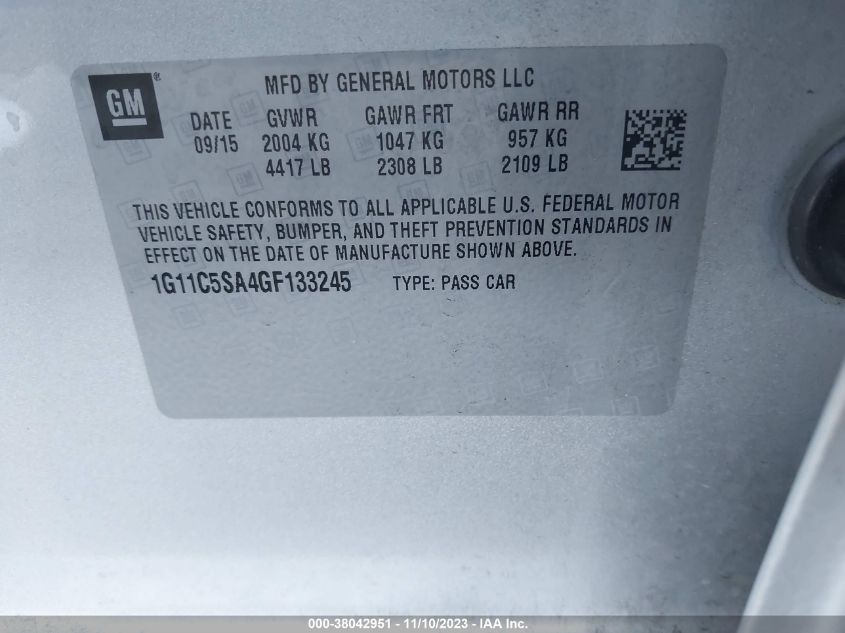 GM ®
MFD BY GENERAL MOTORS LLC
DATE GVWR GAWR FRT GAWR RR
09/15 2004 KG 1047 KG 957 KG
4417 LB 2308 LB 2109 LB
THIS VEHICLE CONFORMS TO ALL APPLICABLE U.S. FEDERAL MOTOR
VEHICLE SAFETY, BUMPER, AND THEFT PREVENTION STANDARDS IN
EFFECT ON THE DATE OF MANUFACTURE SHOWN ABOVE.
1G11C5SA4GF133245 TYPE: PASS CAR
000-38042951 - 11/10/2023 - IAA Inc.